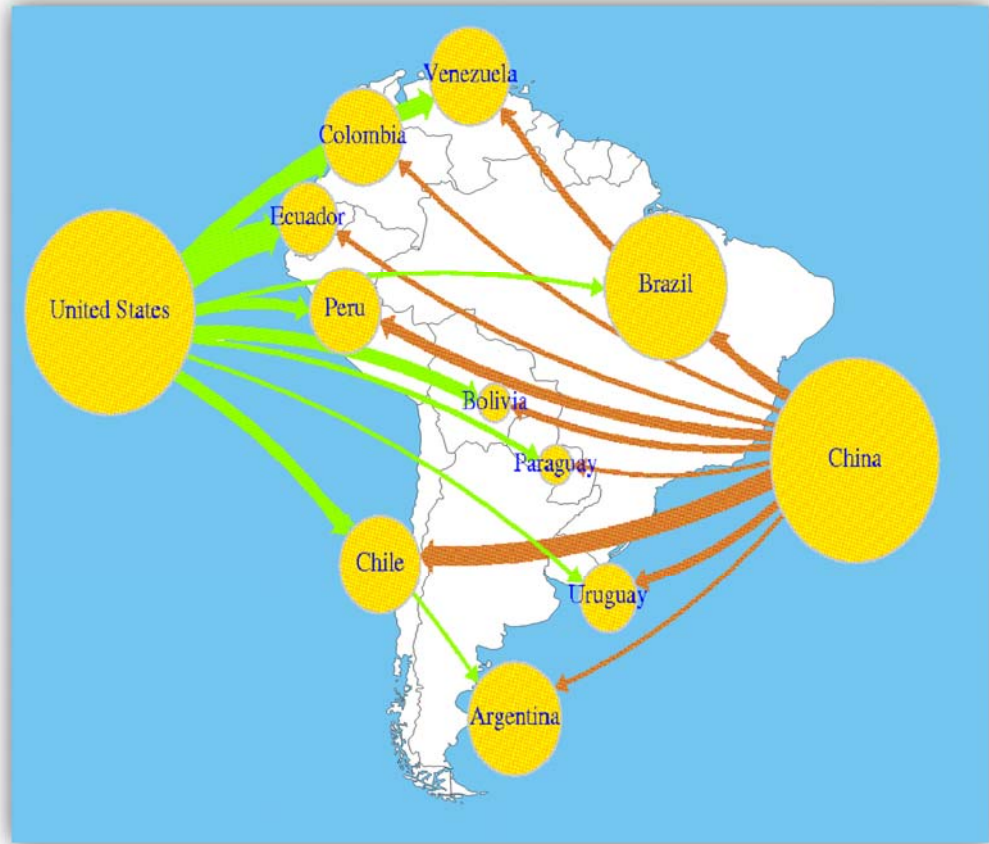 Venezuela
Colombia
Ecuador
Brazil
United States
Peru
Bolivia
China
Paraguay
Chile
Uruguay
Argentina